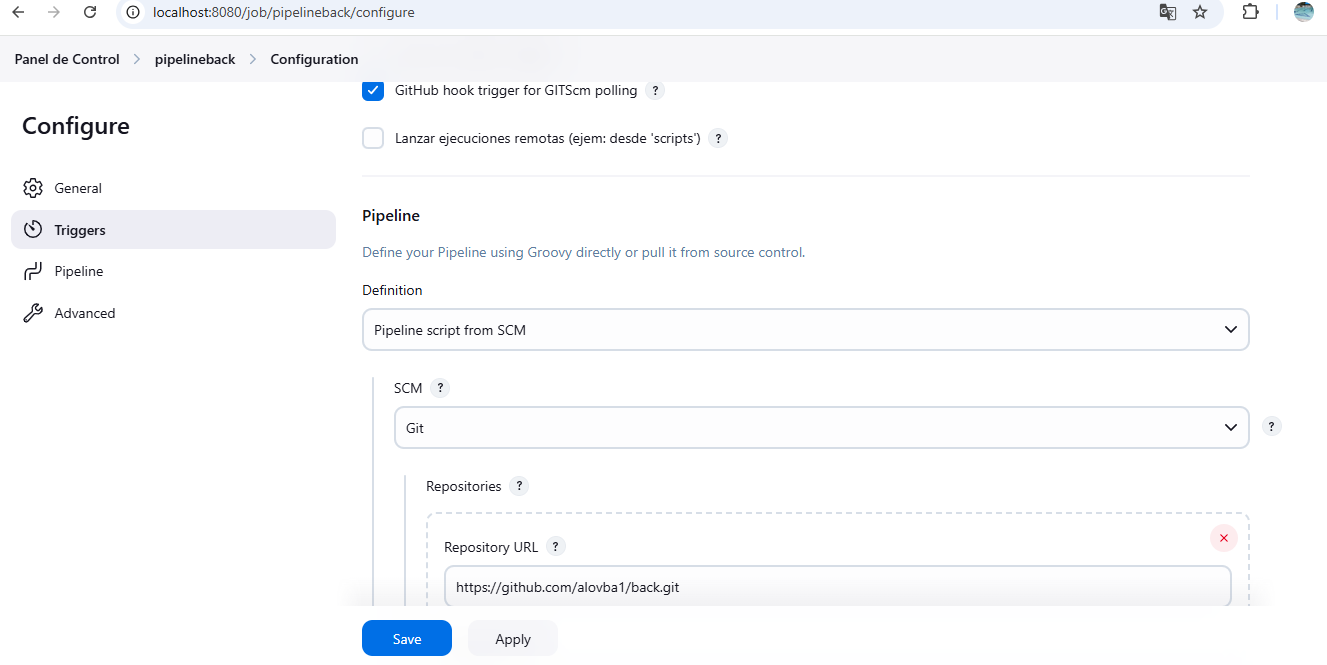 localhost:8080/job/pipelineback/configure
Panel de Control > pipelineback > Configuration
Configure
General
Triggers
Pipeline
Advanced
GitHub hook trigger for GITScm polling ?
Lanzar ejecuciones remotas (ejem: desde 'scripts') ?
Pipeline
Define your Pipeline using Groovy directly or pull it from source control.
Definition
Pipeline script from SCM
SCM ?
Git
?
Repositories ?
Repository URL ?
https://github.com/alovba1/back.git
Save
Apply